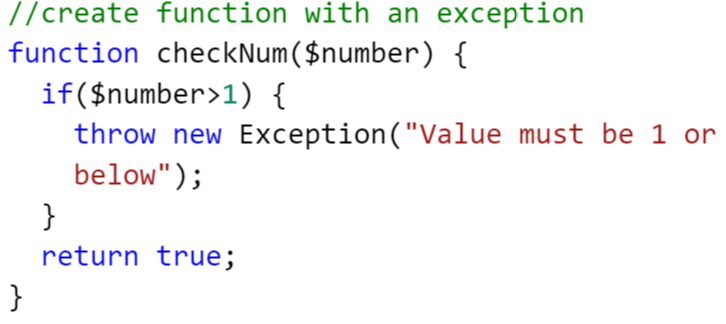 //create function with an exception
function checkNum($number) {
  if($number>1) {
    throw new Exception("Value must be 1 or
    below");
  }
  return true;
}